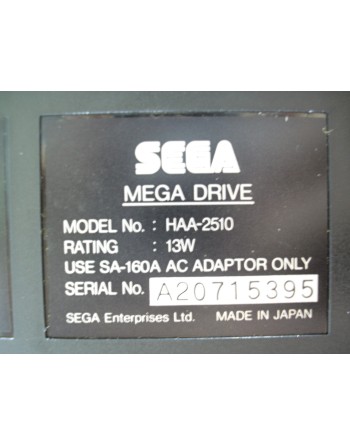 SEGA
MEGA DRIVE
MODEL No. : HAA-2510
RATING : 13W
USE SA-160A AC ADAPTOR ONLY
SERIAL No. A20715395
SEGA Enterprises Ltd. MADE IN JAPAN